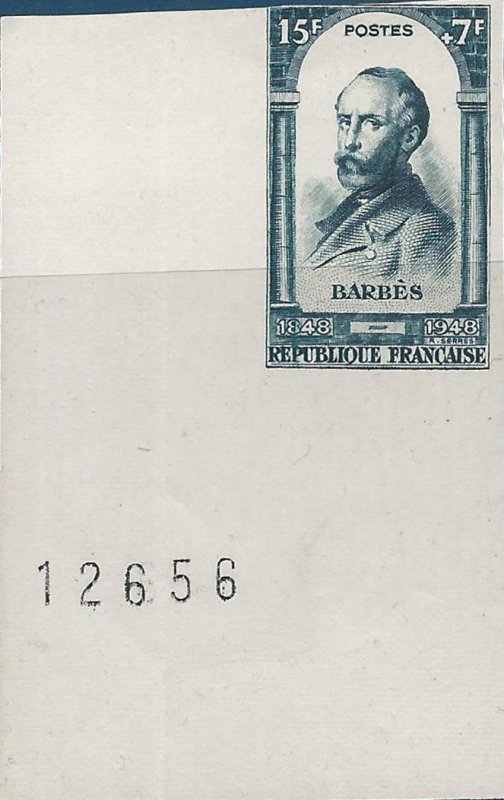 15F POSTES +7F
BARBÈS
1848 1948
R. SERRES
RÉPUBLIQUE FRANÇAISE
12656